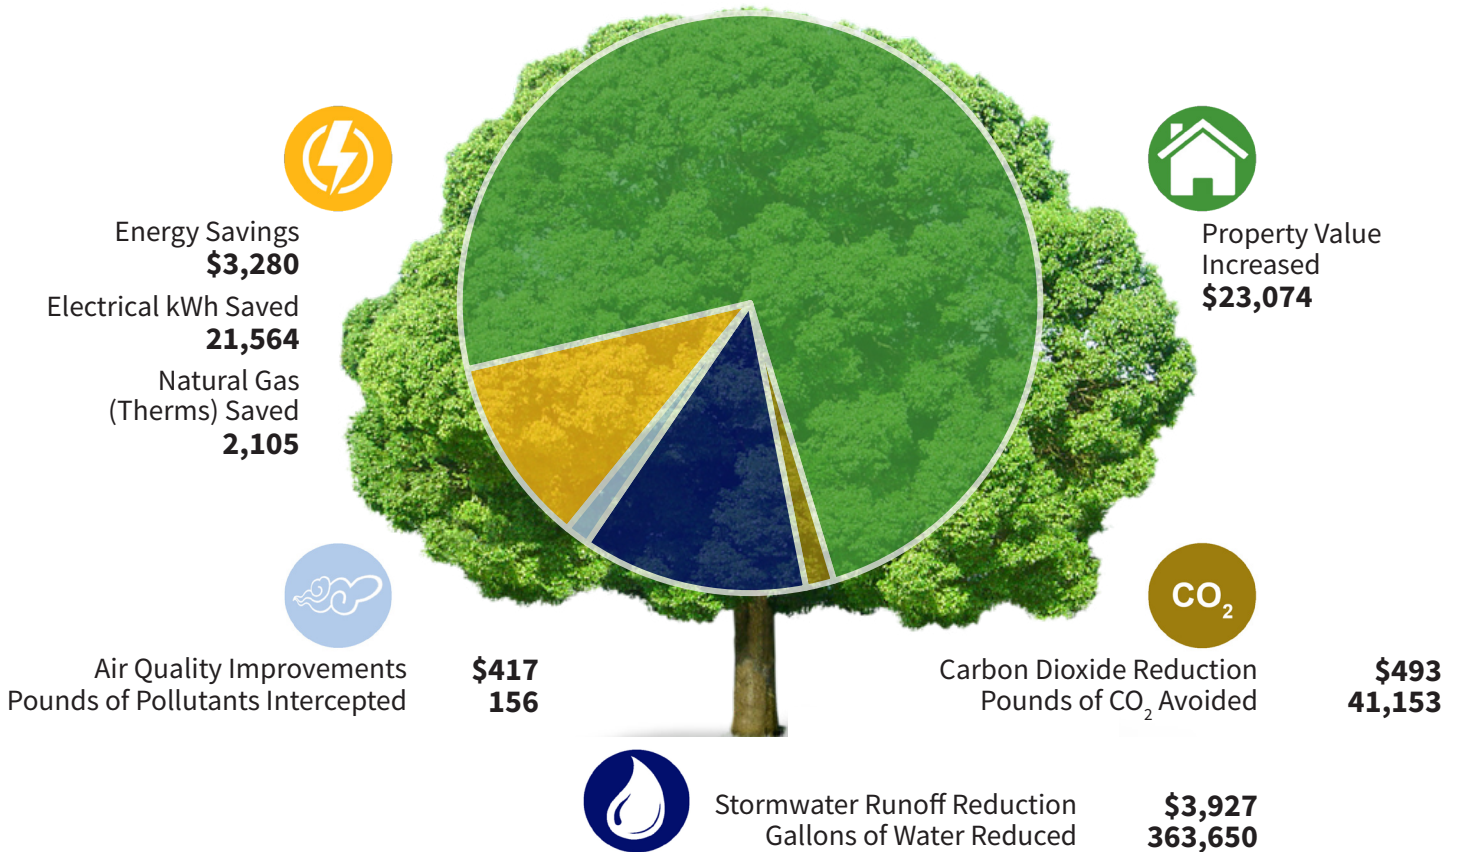 Energy Savings
$3,280
Electrical kWh Saved
21,564
Natural Gas
(Therms) Saved
2,105
Property Value
Increased
$23,074
Air Quality Improvements $417
Pounds of Pollutants Intercepted 156
CO2
Carbon Dioxide Reduction $493
Pounds of CO2 Avoided 41,153
Stormwater Runoff Reduction $3,927
Gallons of Water Reduced 363,650